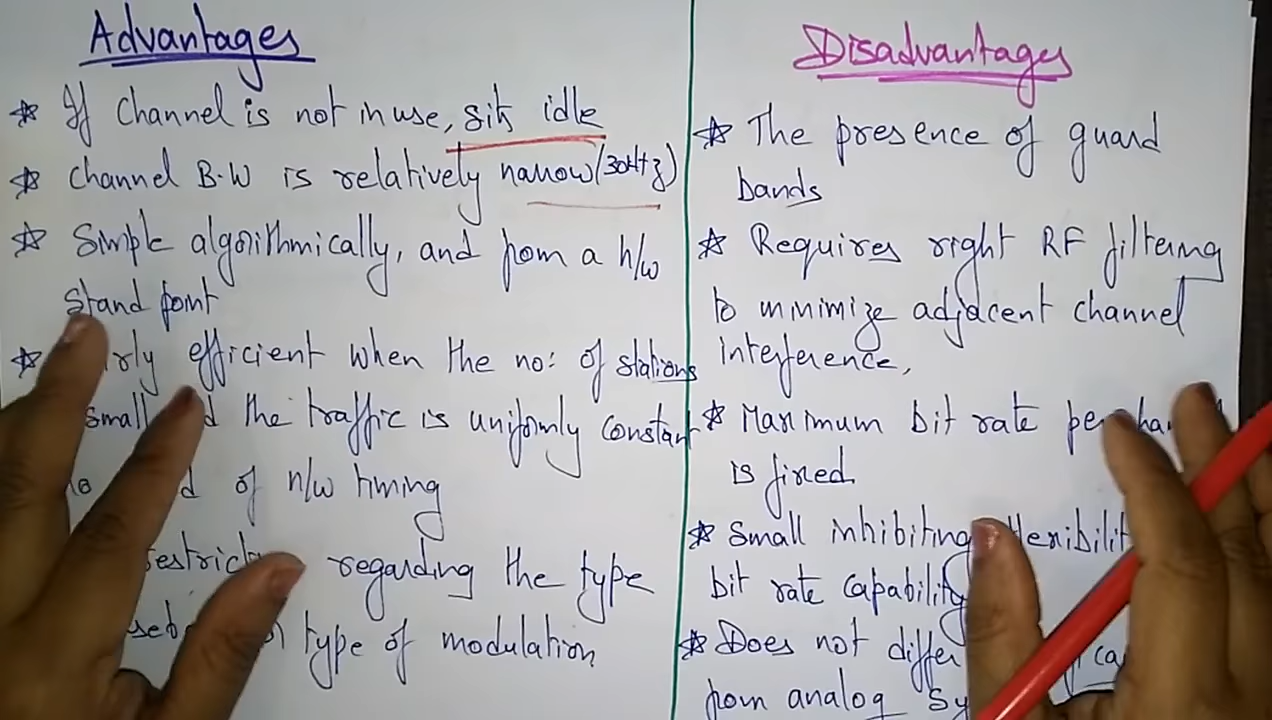 Advantages
☆ If channel is not in use, sits idle
☆ channel B.W is relatively narrow (30kHz)
☆ Simple algorithmically, and from a h/w
stand point
☆ efficient when the no: of stations
small the traffic is uniformly constant
of n/w timing
regarding the type
type of modulation
Disadvantages
☆ The presence of guard
bands
☆ Requires right RF filtering
to minimize adjacent channel
interference.
☆ Maximum bit rate per
is fixed
☆ Small inhibiting
bit rate capability
☆ Does not differ
from analog